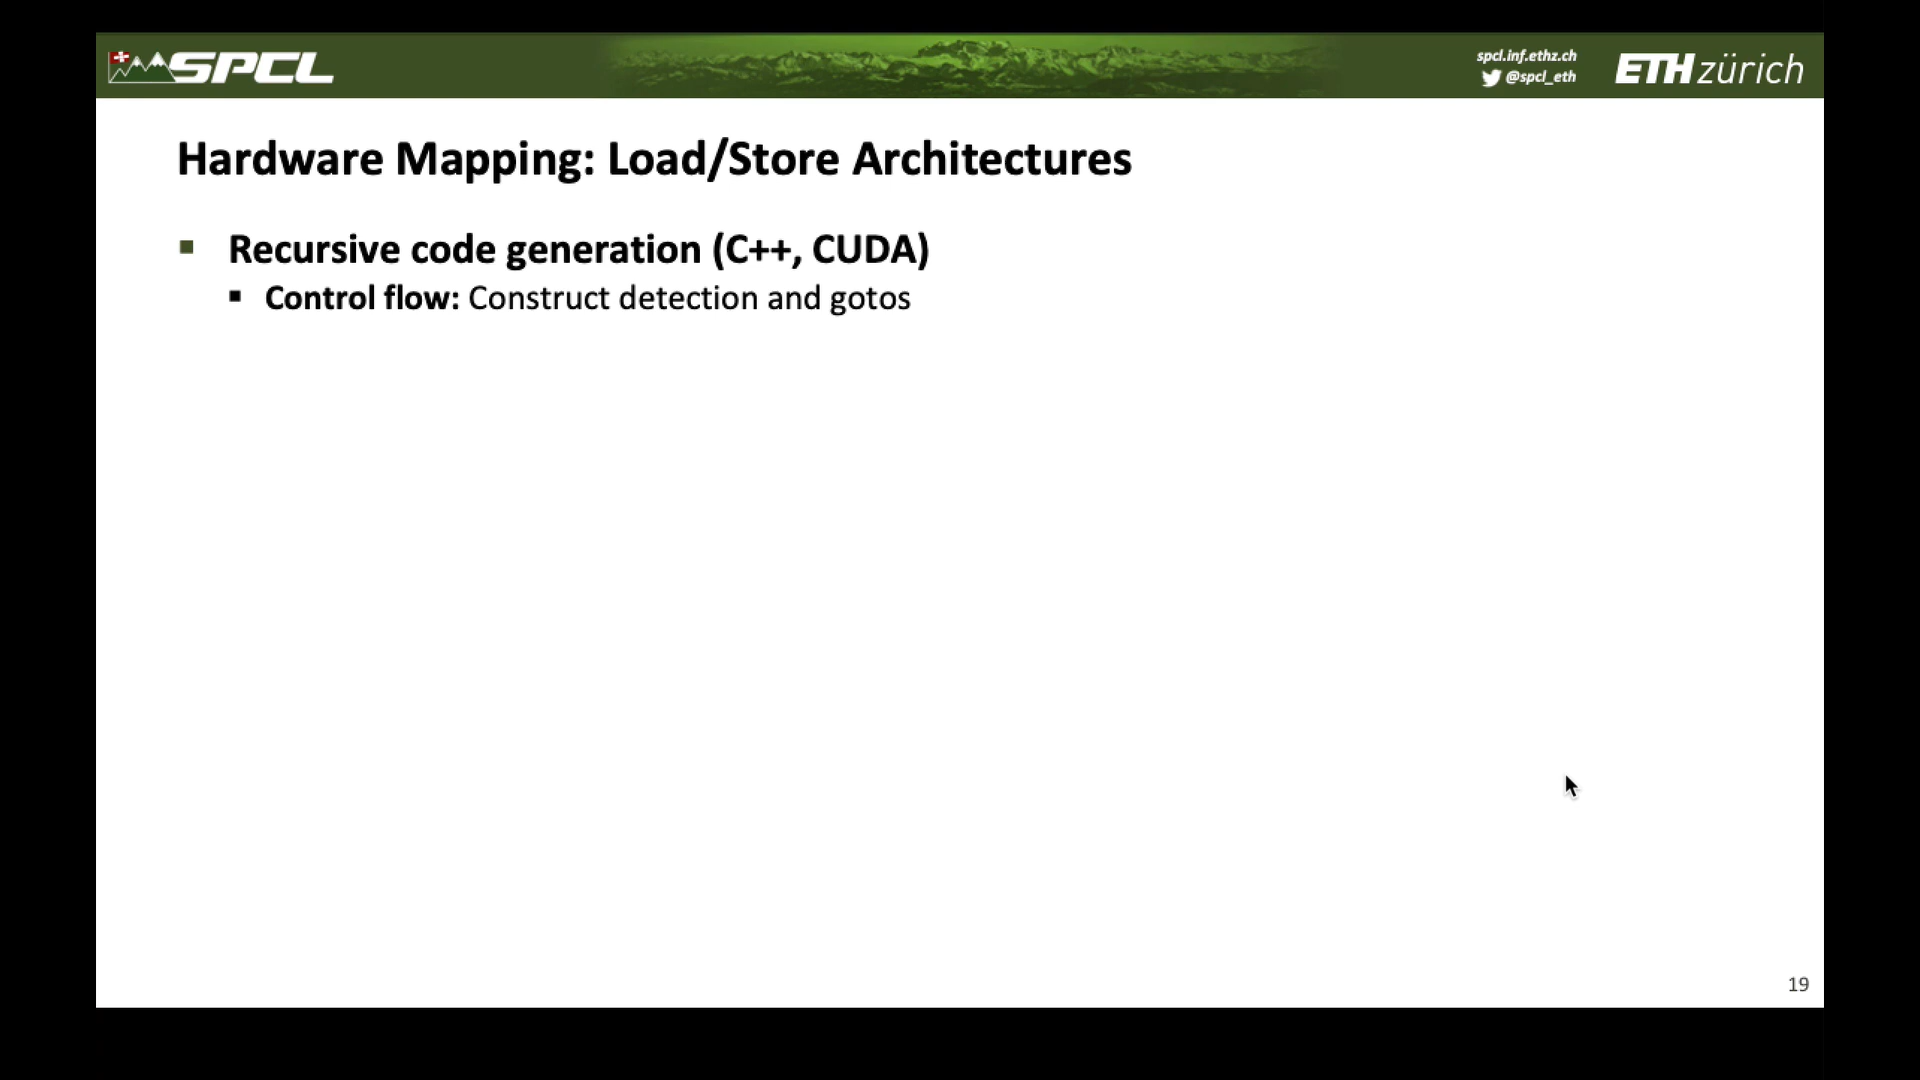 SPCL
spcl.inf.ethz.ch
@spcl_eth
ETH zürich
Hardware Mapping: Load/Store Architectures
Recursive code generation (C++, CUDA)
Control flow: Construct detection and gotos
19